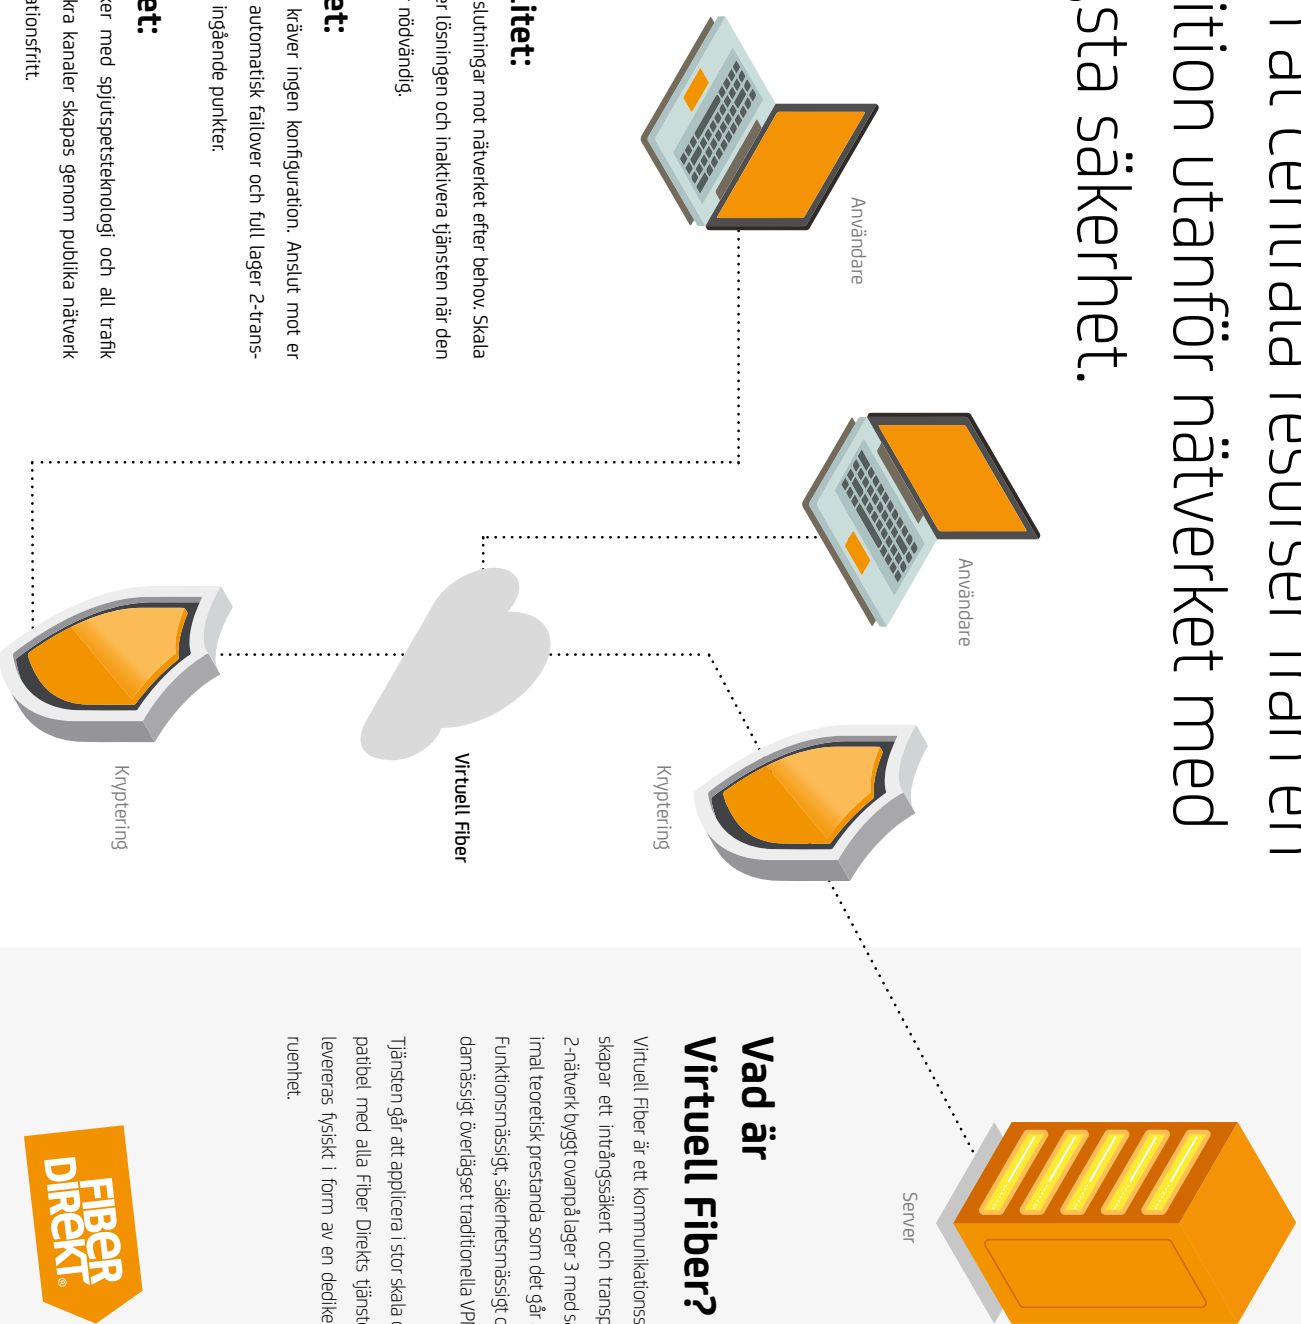 ition utanför nätverket med
sta säkerhet.
Användare
Användare
itet:
slutningar mot nätverket efter behov. Skala
er lösningen och inaktivera tjänsten när den
nödvändig.
et:
kräver ingen konfiguration. Anslut mot er
automatisk failover och full lager 2-trans-
ingående punkter.
et:
ker med spjutspetsteknologi och all trafik
kra kanaler skapas genom publika nätverk
ationsfritt.
Kryptering
Virtuell Fiber
Kryptering
Server
Vad är
Virtuell Fiber?
Virtuell Fiber är ett kommunikationss
skapar ett intrångssäkert och transp
2-nätverk byggt ovanpå lager 3 med s
imal teoretisk prestanda som det går
Funktionsmässigt, säkerhetsmässigt o
damässigt överlägset traditionella VP
Tjänsten går att applicera i stor skala o
patibel med alla Fiber Direkts tjänst
levereras fysiskt i form av en dedike
ruenhet.
FIBER
DIREKT®